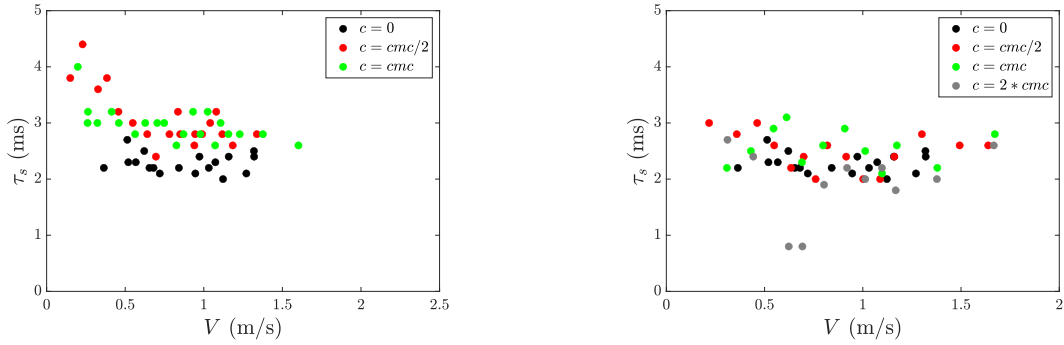 5
4
3
2
1
0
τₛ (ms)
0
0.5
1
1.5
2
2.5
V (m/s)
c = 0
c = cmc/2
c = cmc
5
4
3
2
1
0
τₛ (ms)
0
0.5
1
1.5
2
V (m/s)
c = 0
c = cmc/2
c = cmc
c = 2 * cmc